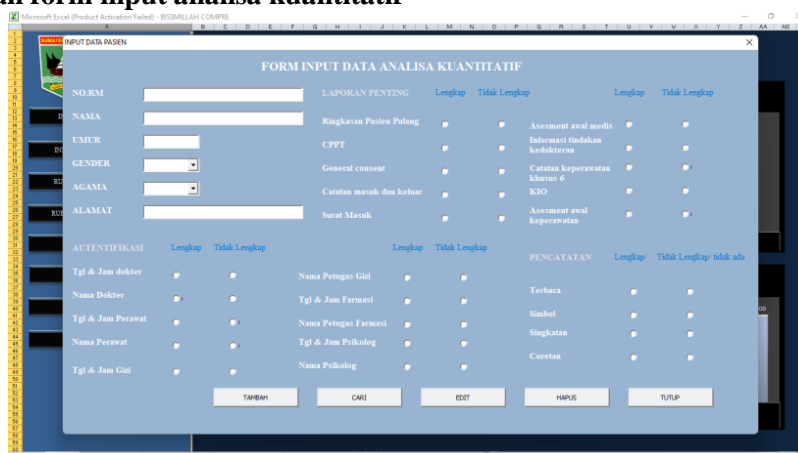 an form input analisa kuantitatif
Microsoft Excel (Product Activation Failed) - BISSMILLAH COMPRE
INPUT DATA PASIEN
FORM INPUT DATA ANALISA KUANTITATIF
NO.RM
NAMA
UMUR
GENDER
AGAMA
ALAMAT
LAPORAN PENTING Lengkap Tidak Lengkap
Ringkasan Pasien Pulang
CPPT
General consent
Catatan masuk dan keluar
Surat Masuk
Lengkap Tidak Lengkap
Asesment awal medis
Informasi tindakan
kedokteran
Catatan keperawatan
khusus 6
KIO
Asesment awal
keperawatan
AUTENTIFIKASI Lengkap Tidak Lengkap
Tgl & Jam dokter
Nama Dokter
Tgl & Jam Perawat
Nama Perawat
Tgl & Jam Gizi
Lengkap Tidak Lengkap
Nama Petugas Gizi
Tgl & Jam Farmasi
Nama Petugas Farmasi
Tgl & Jam Psikolog
Nama Psikolog
PENCATATAN Lengkap/ Tidak Lengkap/ tidak ada
Terbaca
Simbol
Singkatan
Coretan
TAMBAH CARI EDIT HAPUS TUTUP